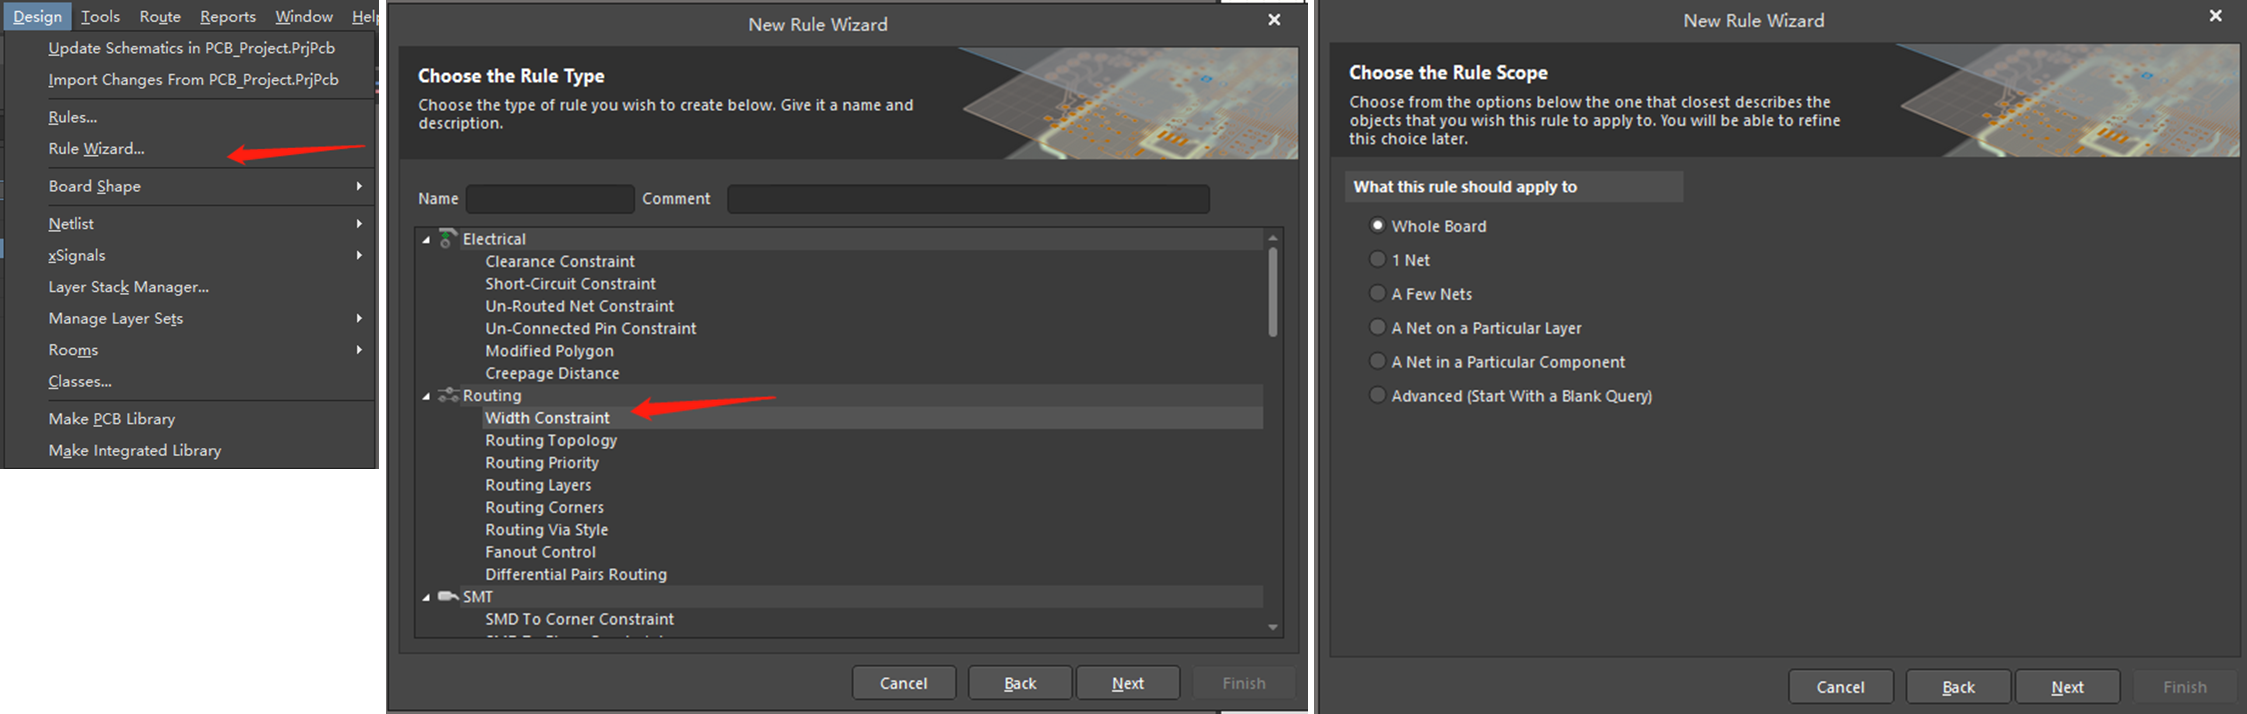 Design Tools Route Reports Window Help
Update Schematics in PCB_Project.PrjPcb
Import Changes From PCB_Project.PrjPcb
Rules...
Rule Wizard...
Board Shape
Netlist
xSignals
Layer Stack Manager...
Manage Layer Sets
Rooms
Classes...
Make PCB Library
Make Integrated Library
New Rule Wizard
Choose the Rule Type
Choose the type of rule you wish to create below. Give it a name and
description.
Name Comment
Electrical
Clearance Constraint
Short-Circuit Constraint
Un-Routed Net Constraint
Un-Connected Pin Constraint
Modified Polygon
Creepage Distance
Routing
Width Constraint
Routing Topology
Routing Priority
Routing Layers
Routing Corners
Routing Via Style
Fanout Control
Differential Pairs Routing
SMT
SMD To Corner Constraint
Cancel Back Next Finish
New Rule Wizard
Choose the Rule Scope
Choose from the options below the one that closest describes the
objects that you wish this rule to apply to. You will be able to refine
this choice later.
What this rule should apply to
Whole Board
1 Net
A Few Nets
A Net on a Particular Layer
A Net in a Particular Component
Advanced (Start With a Blank Query)
Cancel Back Next Finish